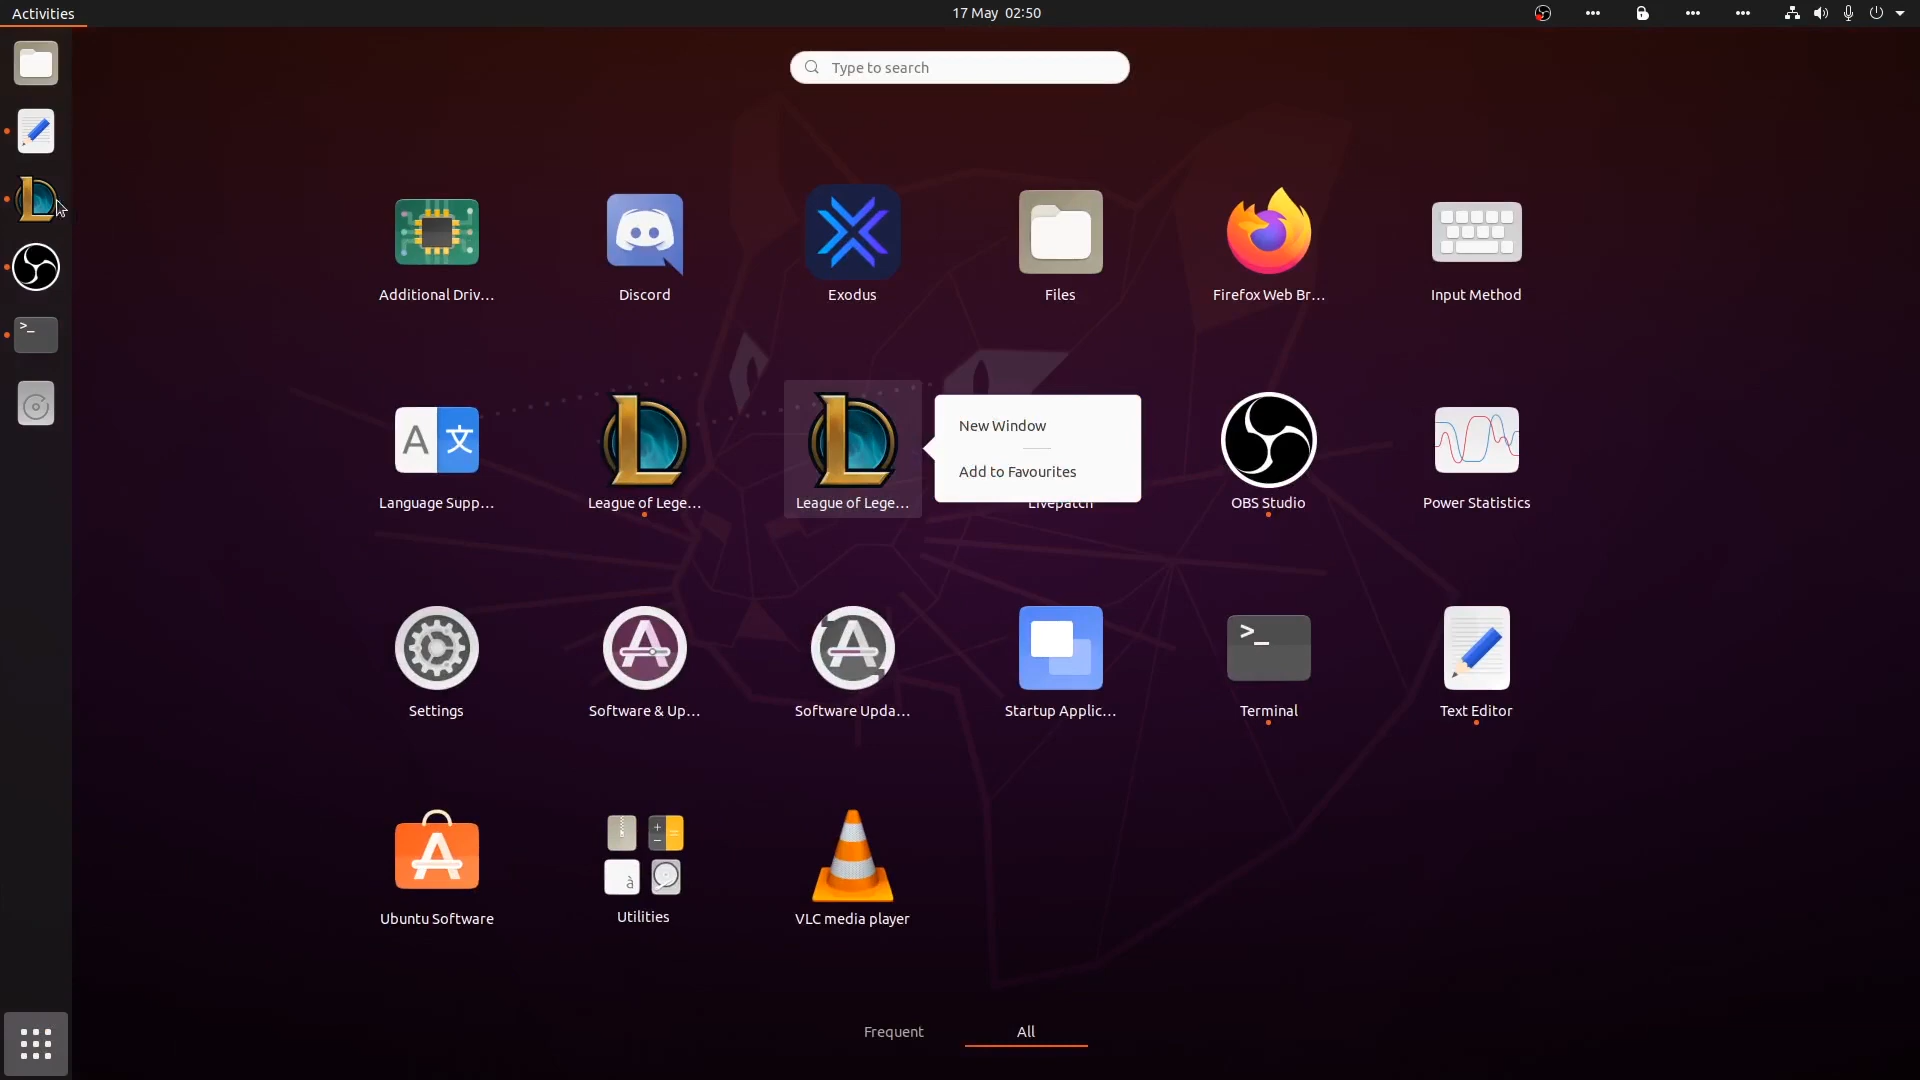 Activities
17 May 02:50
Type to search
Additional Driv...
Discord
Exodus
Files
Firefox Web Br...
Input Method
A 文
New Window
Add to Favourites
Language Supp...
League of Lege...
League of Lege...
Livepatch
OBS Studio
Power Statistics
>_
Settings
Software & Up...
Software Upda...
Startup Applic...
Terminal
Text Editor
Ubuntu Software
Utilities
VLC media player
Frequent
All